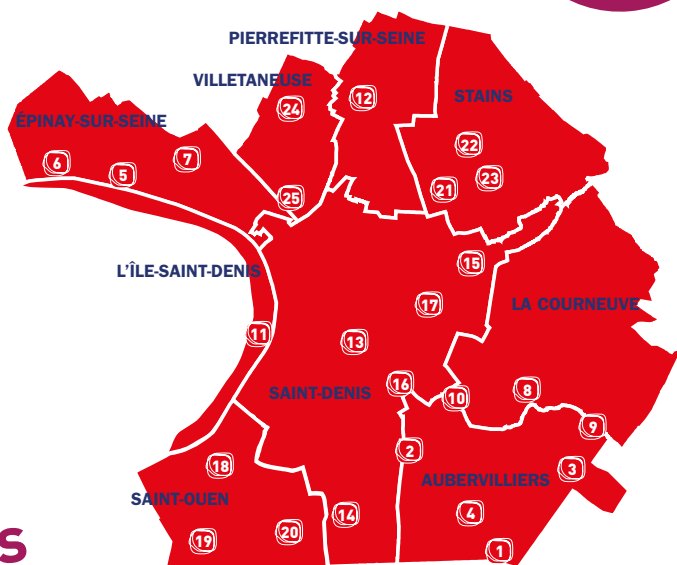 PIERREFITTE-SUR-SEINE
VILLETANEUSE
STAINS
ÉPINAY-SUR-SEINE
12
24
22
7
6
5
23
21
25
L'ÎLE-SAINT-DENIS
15
LA COURNEUVE
17
11
13
16
SAINT-DENIS
8
10
9
2
18
3
AUBERVILLIERS
SAINT-OUEN
4
14
20
19
1
s